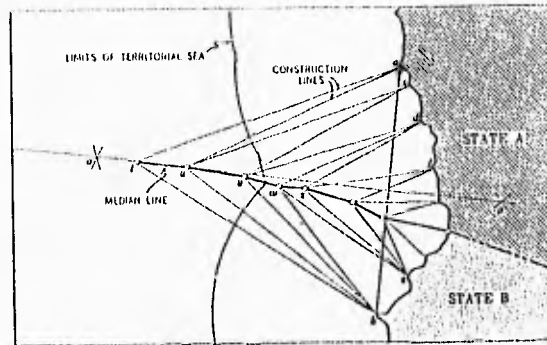 LIMITS OF TERRITORIAL SEA
CONSTRUCTION
LINES
STATE A
MEDIAN LINE
STATE B